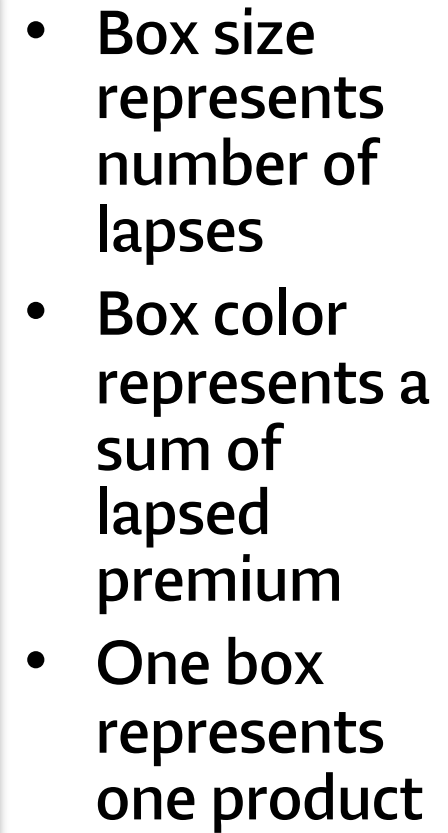 • Box size
represents
number of
lapses
• Box color
represents a
sum of
lapsed
premium
• One box
represents
one product